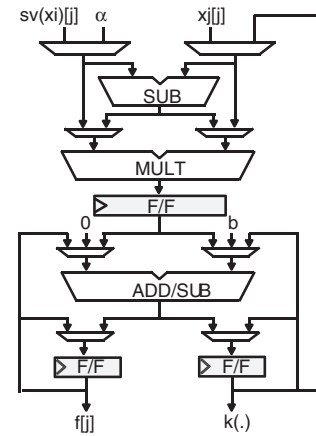 sv(xi)[j] α xj[j]
SUB
MULT
F/F
0 b
ADD/SUB
F/F F/F
f[j] k(.)